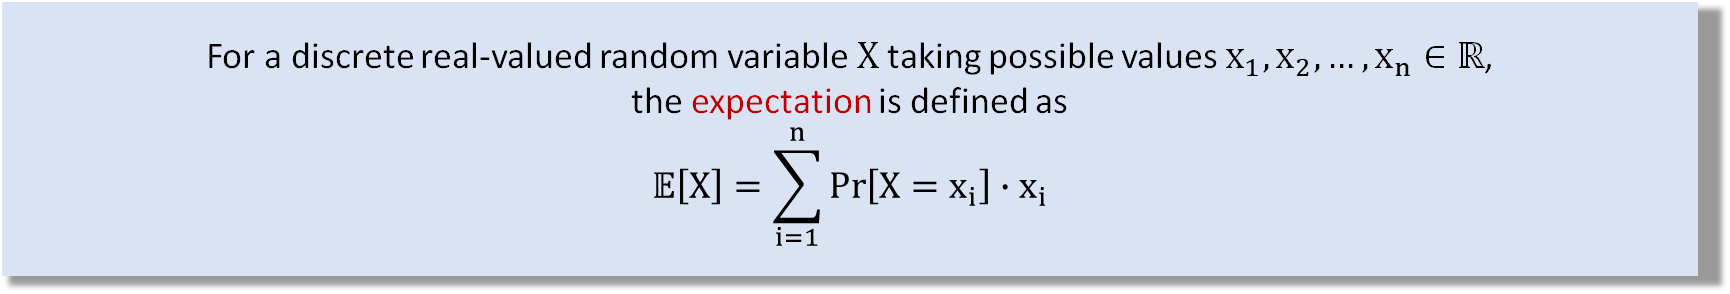 For a discrete real-valued random variable X taking possible values x₁, x₂, … , xₙ ∈ ℝ,
the expectation is defined as
𝔼[X] = ∑ᵢ₌₁ⁿ Pr[X = xᵢ] · xᵢ